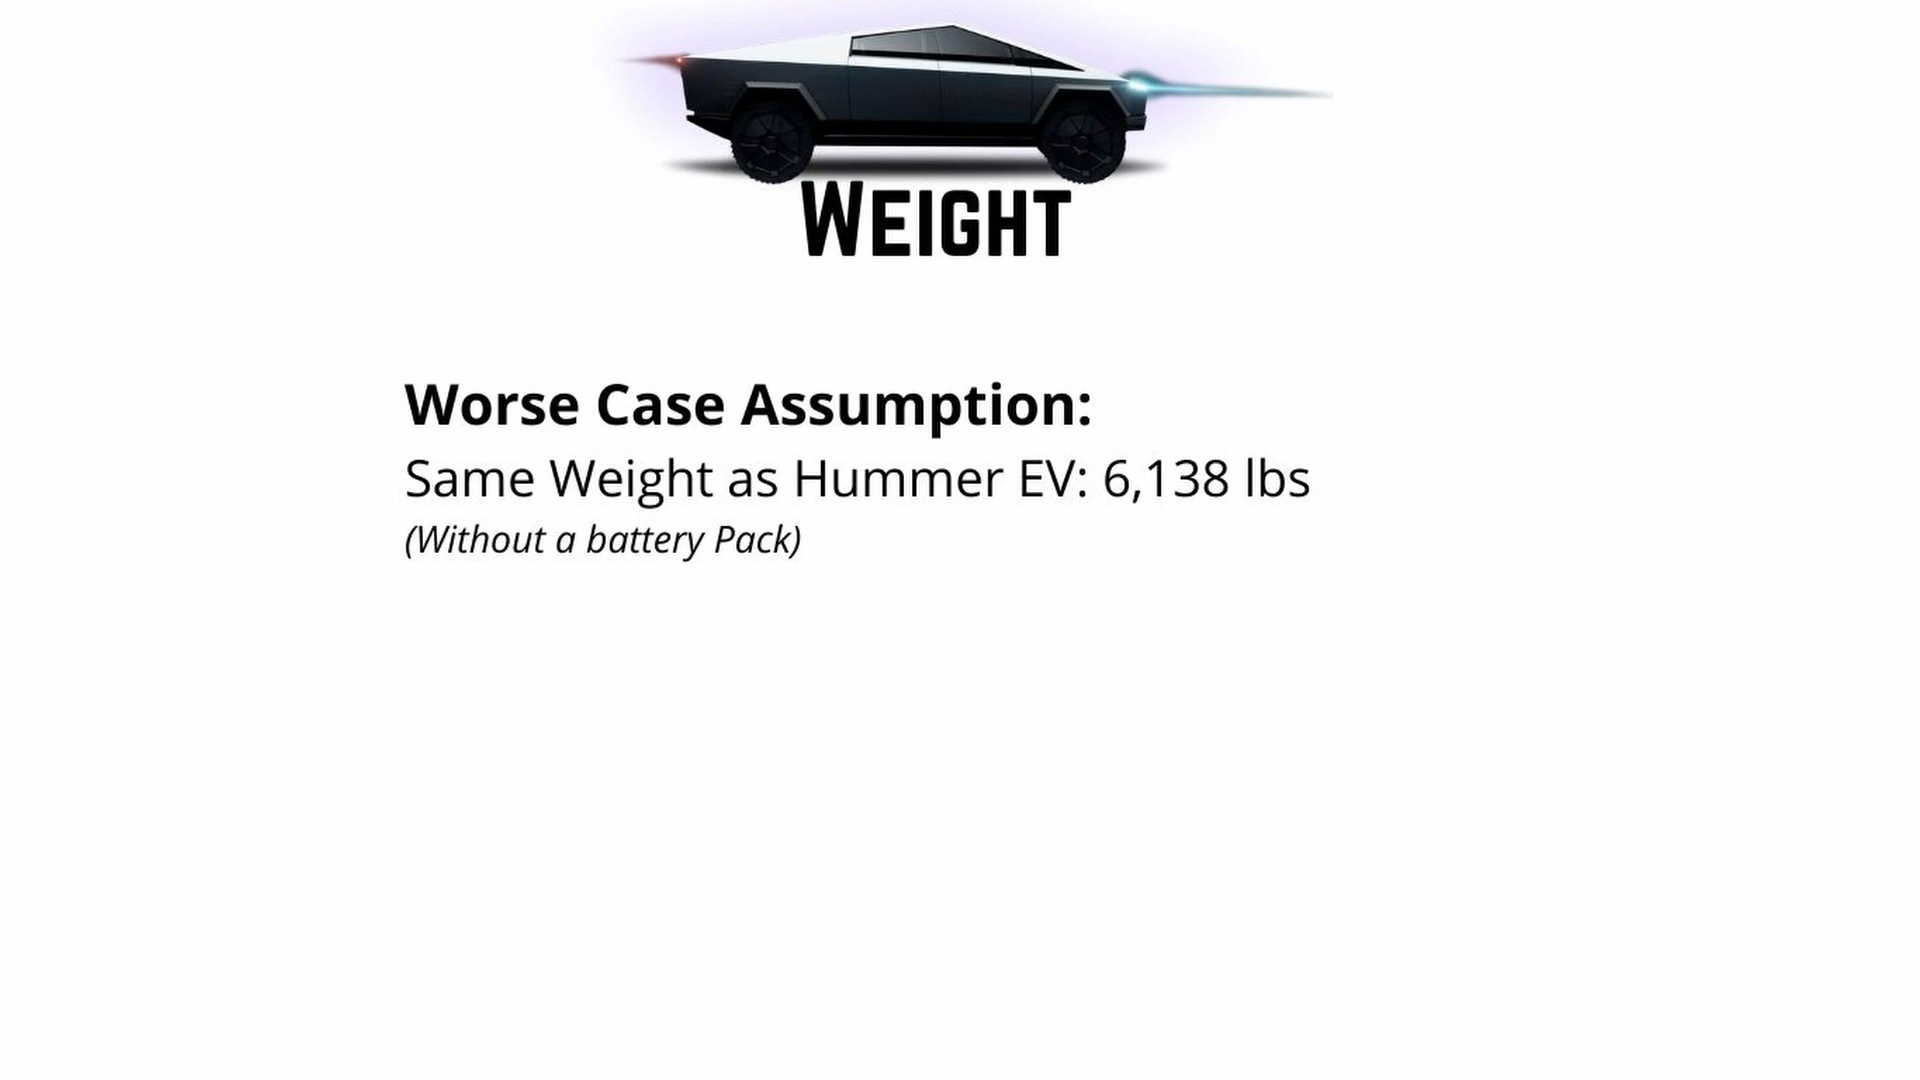 WEIGHT
Worse Case Assumption:
Same Weight as Hummer EV: 6,138 lbs
(Without a battery Pack)